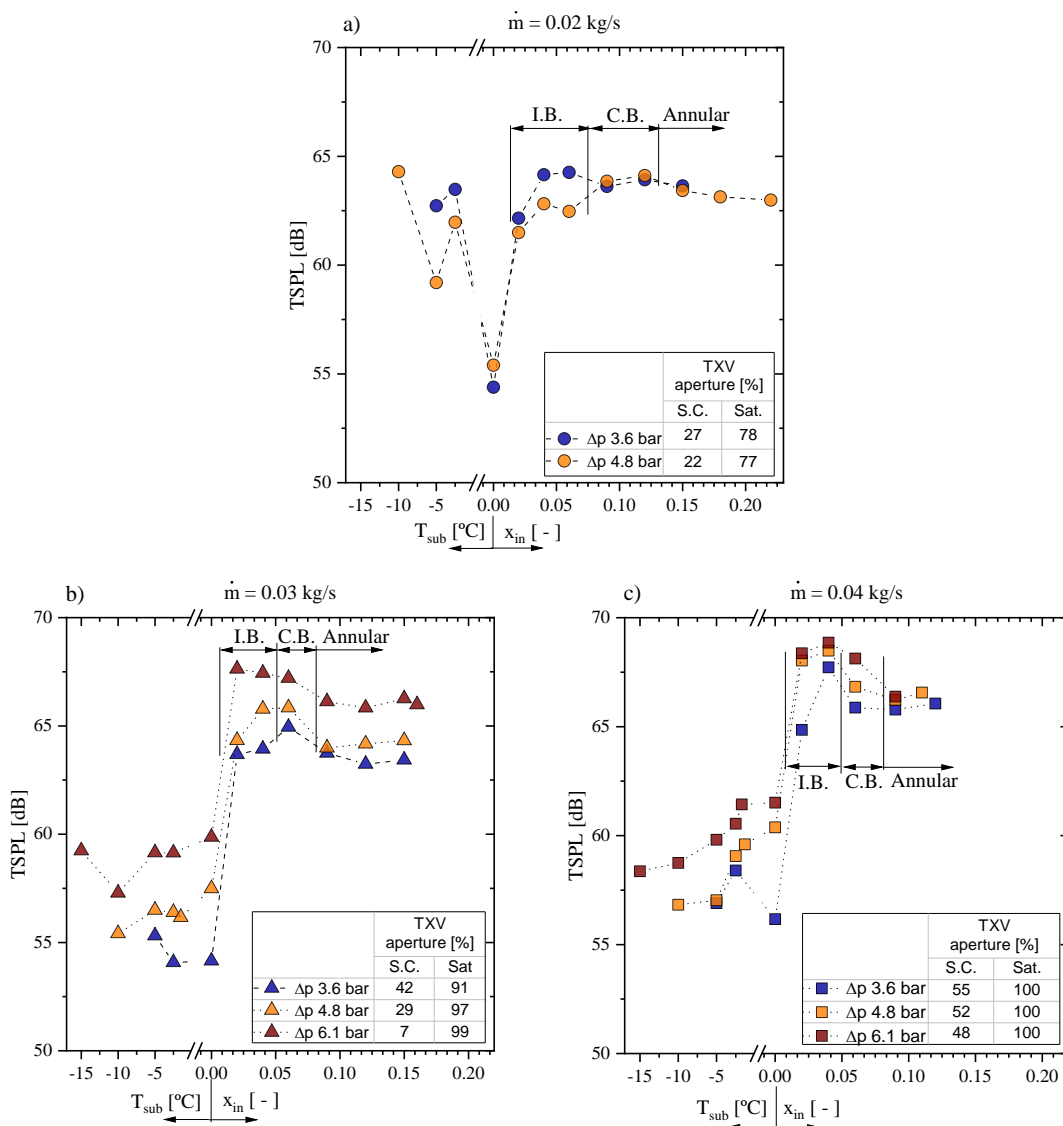 a)
ṁ = 0.02 kg/s
70
65
60
55
50
TSPL [dB]
I.B.
C.B.
Annular
TXV
aperture [%]
S.C.
Sat.
Δp 3.6 bar 27 78
Δp 4.8 bar 22 77
-15 -10 -5 0.00 0.05 0.10 0.15 0.20
T_sub [ºC] x_in [ - ]
b)
ṁ = 0.03 kg/s
70
65
60
55
50
TSPL [dB]
I.B.
C.B.
Annular
TXV
aperture [%]
S.C.
Sat
Δp 3.6 bar 42 91
Δp 4.8 bar 29 97
Δp 6.1 bar 7 99
-15 -10 -5 0.00 0.05 0.10 0.15 0.20
T_sub [ºC] x_in [ - ]
c)
ṁ = 0.04 kg/s
70
65
60
55
50
TSPL [dB]
I.B.
C.B.
Annular
TXV
aperture [%]
S.C.
Sat.
Δp 3.6 bar 55 100
Δp 4.8 bar 52 100
Δp 6.1 bar 48 100
-15 -10 -5 0.00 0.05 0.10 0.15 0.20
T_sub [ºC] x_in [ - ]